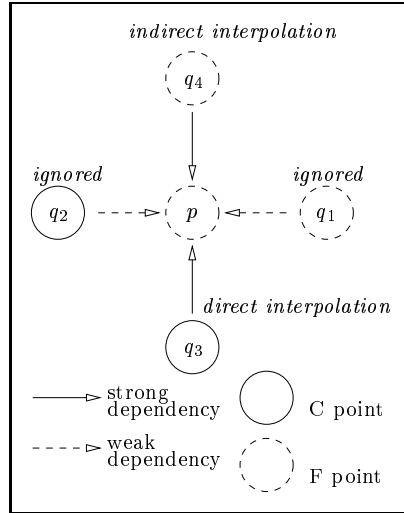 indirect interpolation
q4
ignored
ignored
q2
p
q1
direct interpolation
q3
strong
dependency
C point
weak
dependency
F point